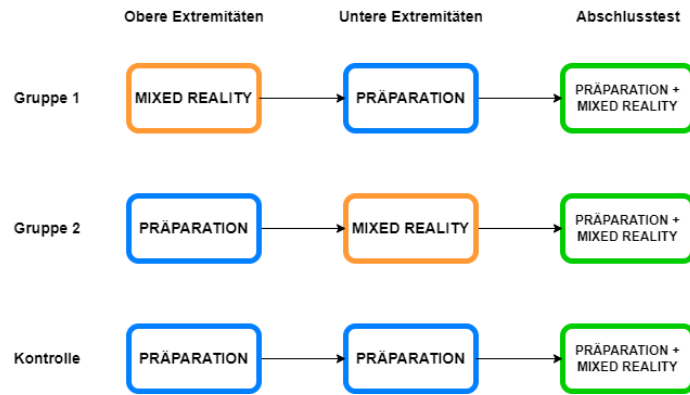 Obere Extremitäten Untere Extremitäten Abschlusstest
Gruppe 1 MIXED REALITY PRÄPARATION PRÄPARATION +
MIXED REALITY
Gruppe 2 PRÄPARATION MIXED REALITY PRÄPARATION +
MIXED REALITY
Kontrolle PRÄPARATION PRÄPARATION PRÄPARATION +
MIXED REALITY